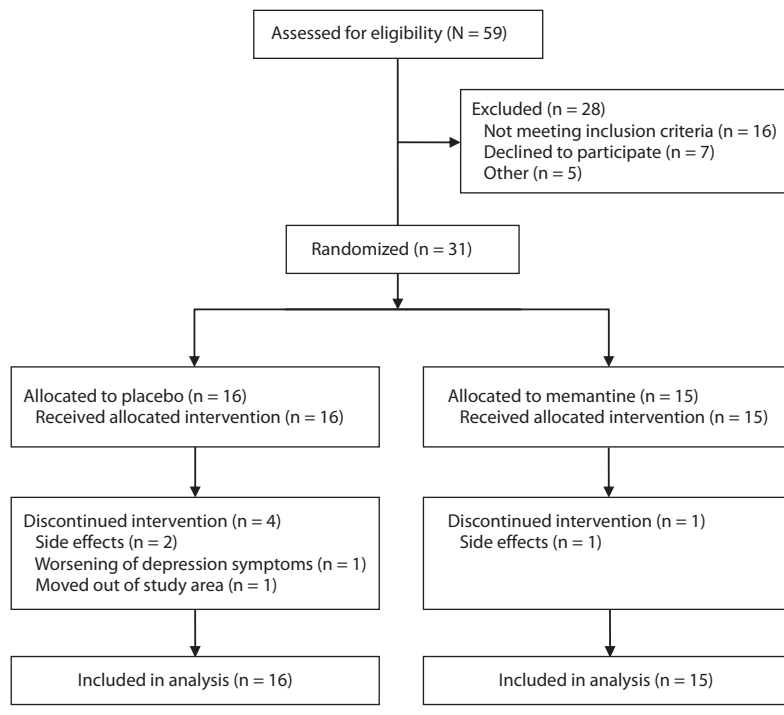 Assessed for eligibility (N = 59)
Excluded (n = 28)
Not meeting inclusion criteria (n = 16)
Declined to participate (n = 7)
Other (n = 5)
Randomized (n = 31)
Allocated to placebo (n = 16)
Received allocated intervention (n = 16)
Allocated to memantine (n = 15)
Received allocated intervention (n = 15)
Discontinued intervention (n = 4)
Side effects (n = 2)
Worsening of depression symptoms (n = 1)
Moved out of study area (n = 1)
Discontinued intervention (n = 1)
Side effects (n = 1)
Included in analysis (n = 16)
Included in analysis (n = 15)